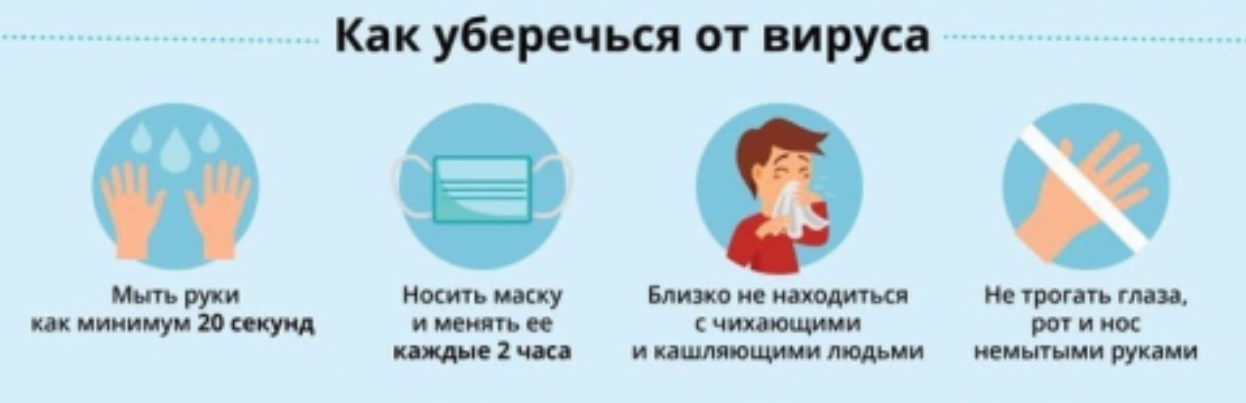 Как уберечься от вируса
Мыть руки
как минимум 20 секунд
Носить маску
и менять ее
каждые 2 часа
Близко не находиться
с чихающими
и кашляющими людьми
Не трогать глаза,
рот и нос
немытыми руками